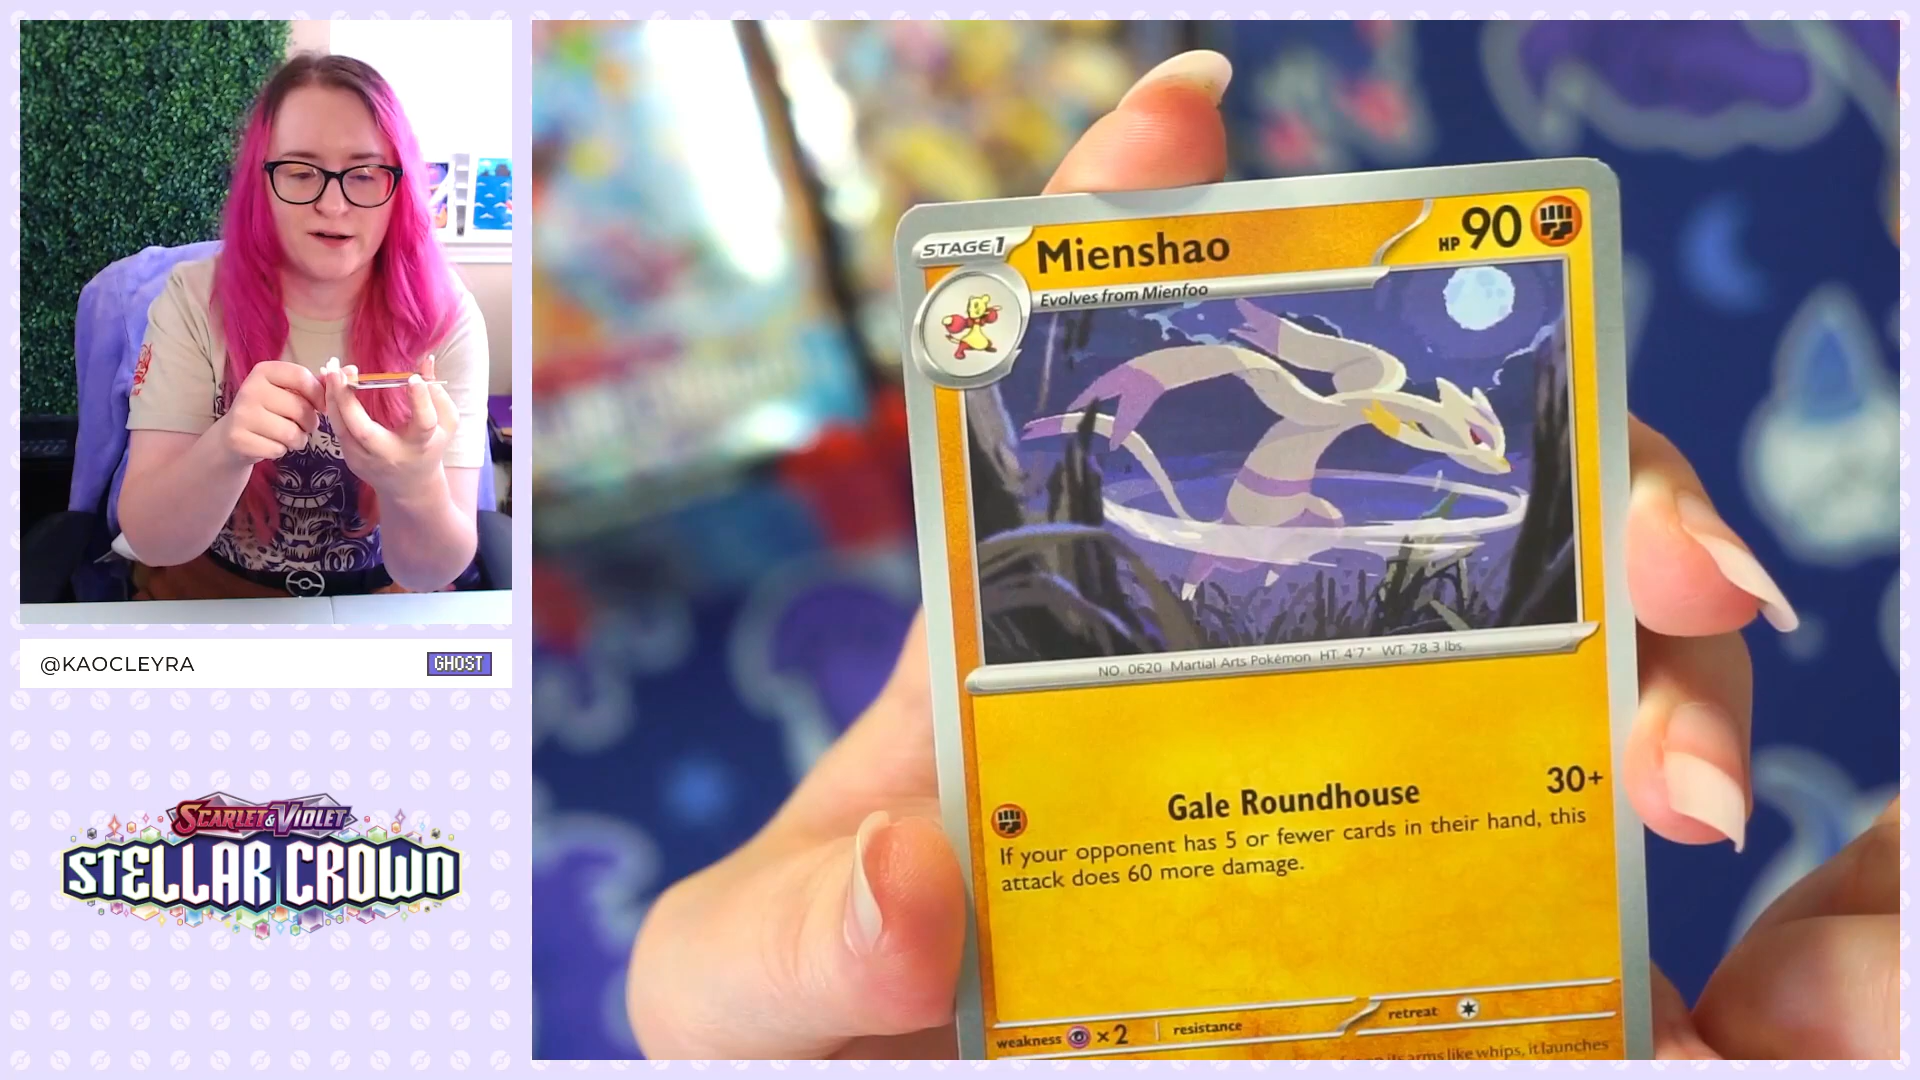 @KAOCLEYRA
GHOST
SCARLET & VIOLET
STELLAR CROWN
STAGE 1
Mienshao
HP 90
Evolves from Mienfoo
NO. 0620 Martial Arts Pokémon HT: 4'7" WT: 78.3 lbs.
Gale Roundhouse
30+
If your opponent has 5 or fewer cards in their hand, this
attack does 60 more damage.
weakness ×2
resistance
retreat
its arms like whips, it launches